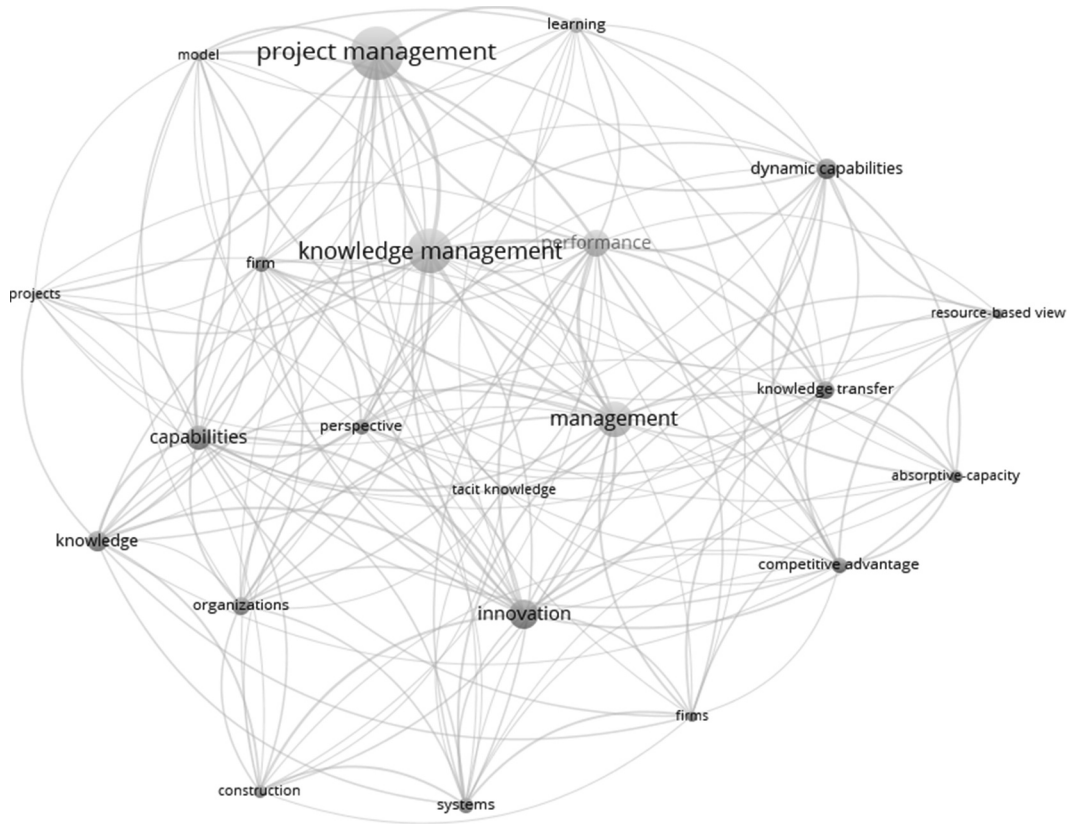 learning
project management
model
dynamic capabilities
performance
knowledge management
firm
projects
resource-based view
knowledge transfer
management
perspective
capabilities
absorptive-capacity
tacit knowledge
knowledge
competitive advantage
organizations
innovation
firms
construction
systems